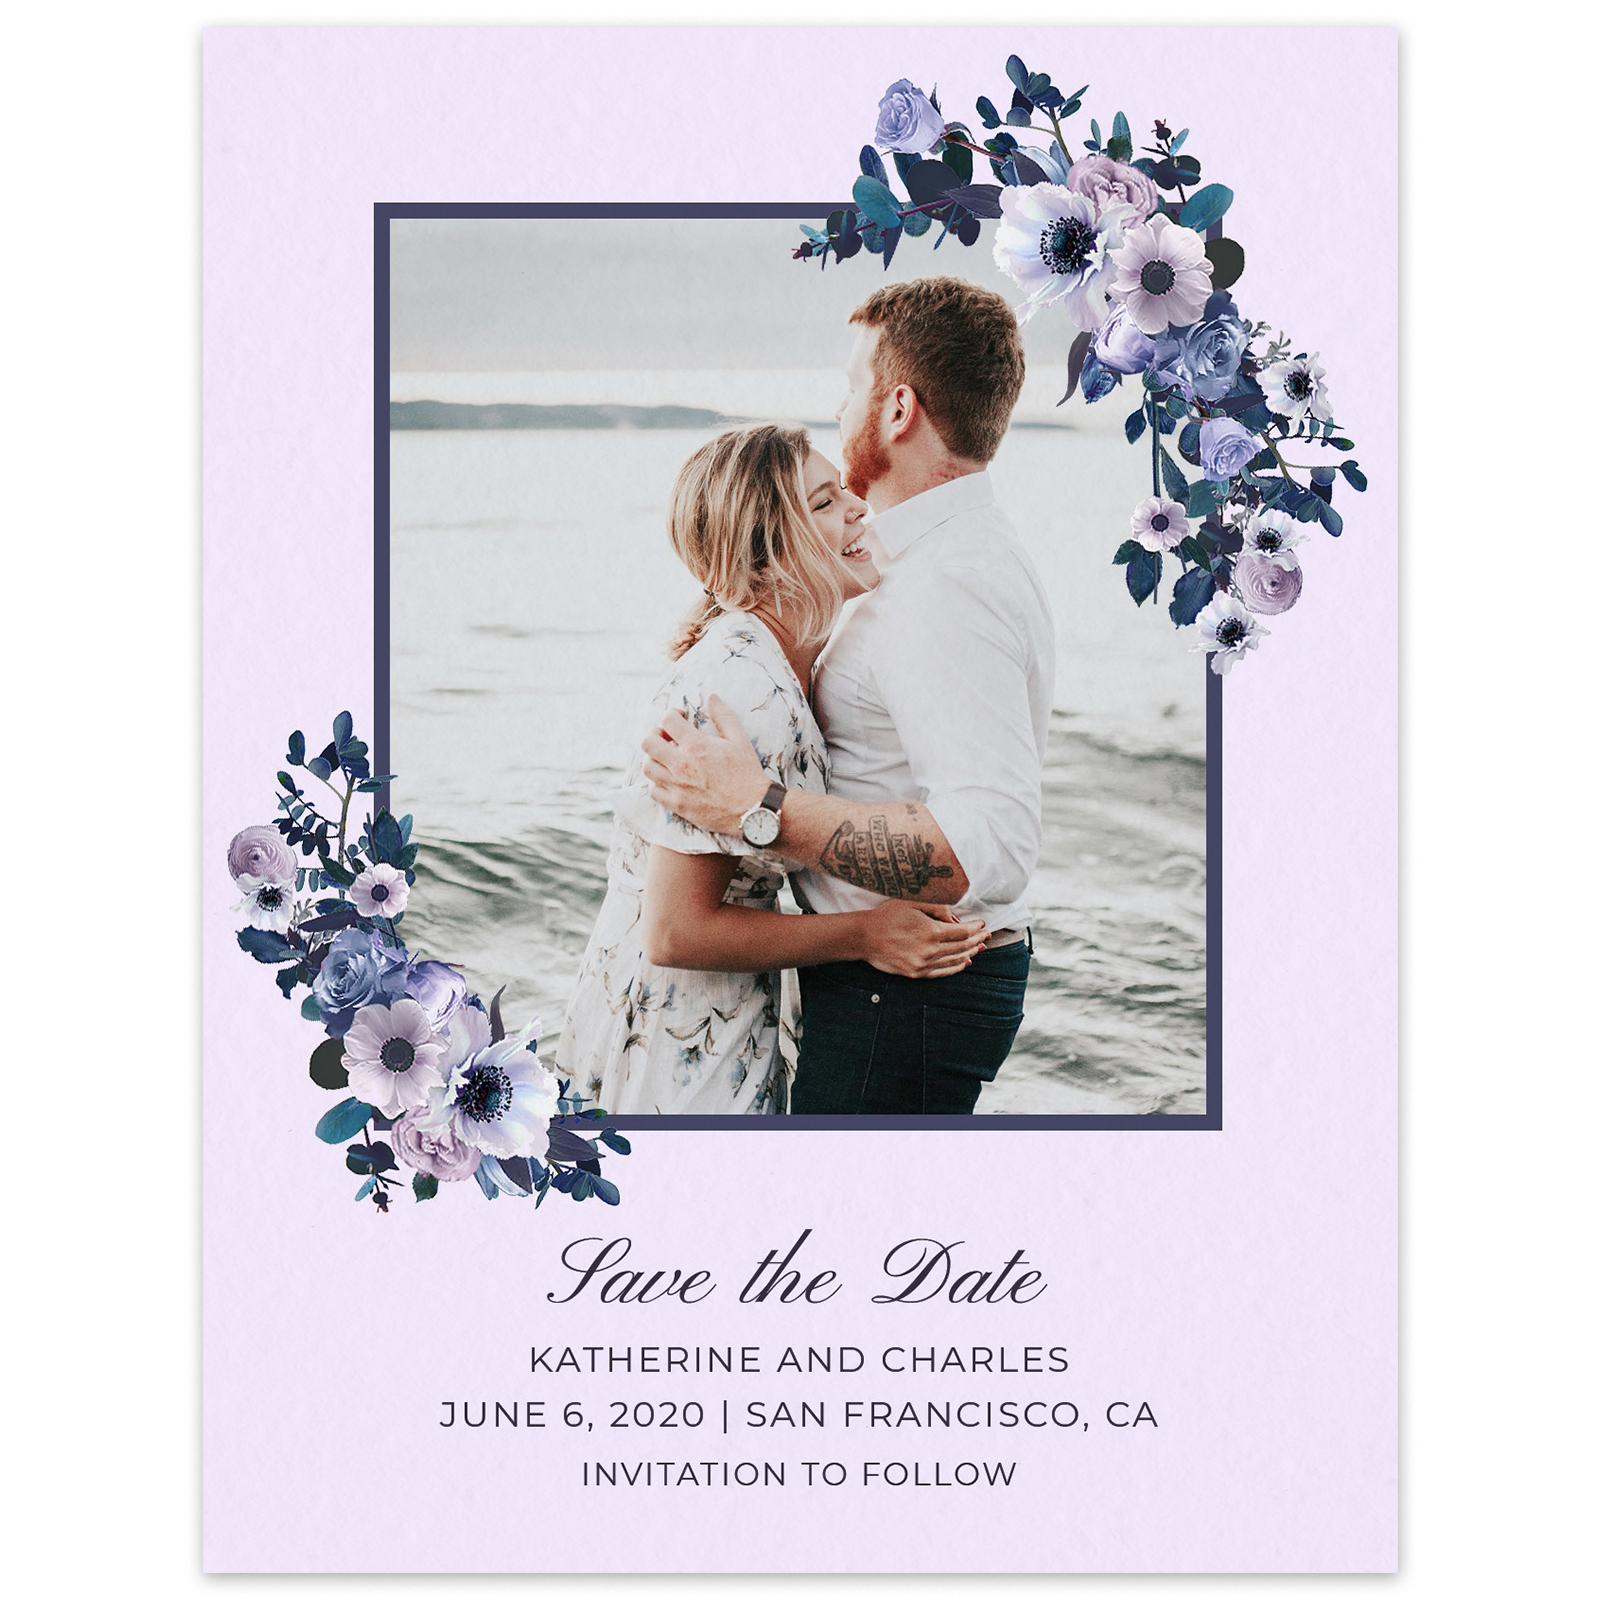 Save the Date
KATHERINE AND CHARLES
JUNE 6, 2020 | SAN FRANCISCO, CA
INVITATION TO FOLLOW